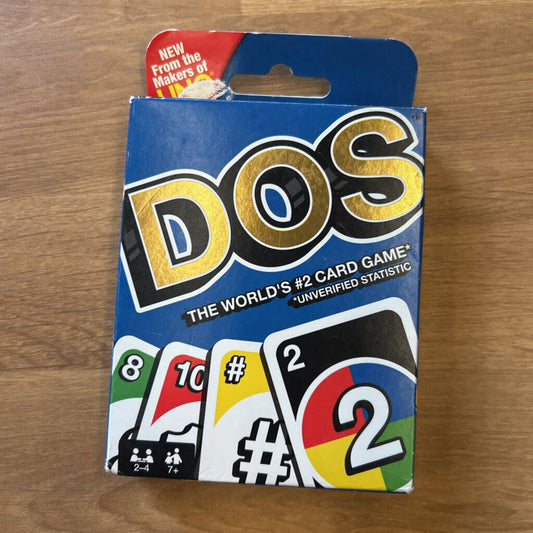 NEW
From the
Makers of
UNO
DOS
THE WORLD'S #2 CARD GAME*
*UNVERIFIED STATISTIC
8
10
#
#
2
2
2-4
7+